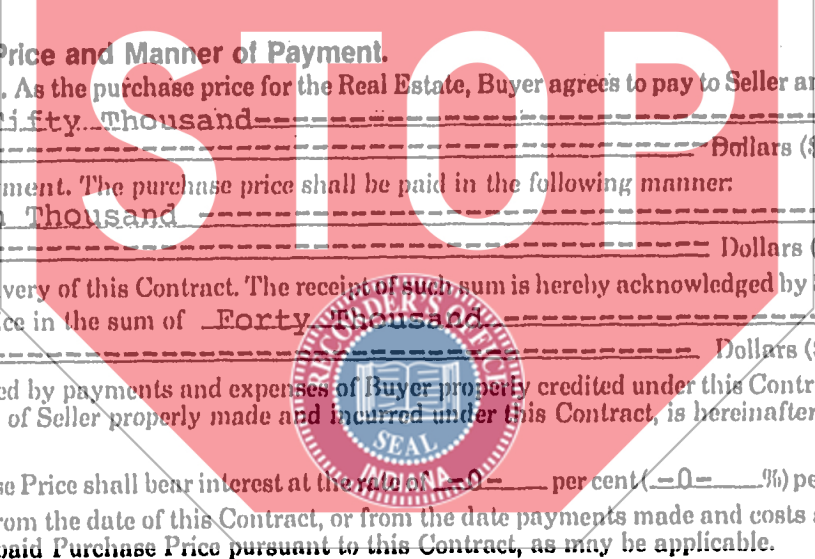 Price and Manner of Payment.
. As the purchase price for the Real Estate, Buyer agrees to pay to Seller an
ifty Thousand
Dollars ($
ment. The purchase price shall be paid in the following manner:
n Thousand
Dollars (
very of this Contract. The receipt of such sum is hereby acknowledged by
ce in the sum of Forty Thousand
Dollars ($
ed by payments and expenses of Buyer properly credited under this Contr
of Seller properly made and incurred under this Contract, is hereinafter
se Price shall bear interest at the rate of -0- per cent (-0- %) pe
rom the date of this Contract, or from the date payments made and costs
paid Purchase Price pursuant to this Contract, as may be applicable.
STOP
RECORDER'S OFFICE
SEAL
INDIANA